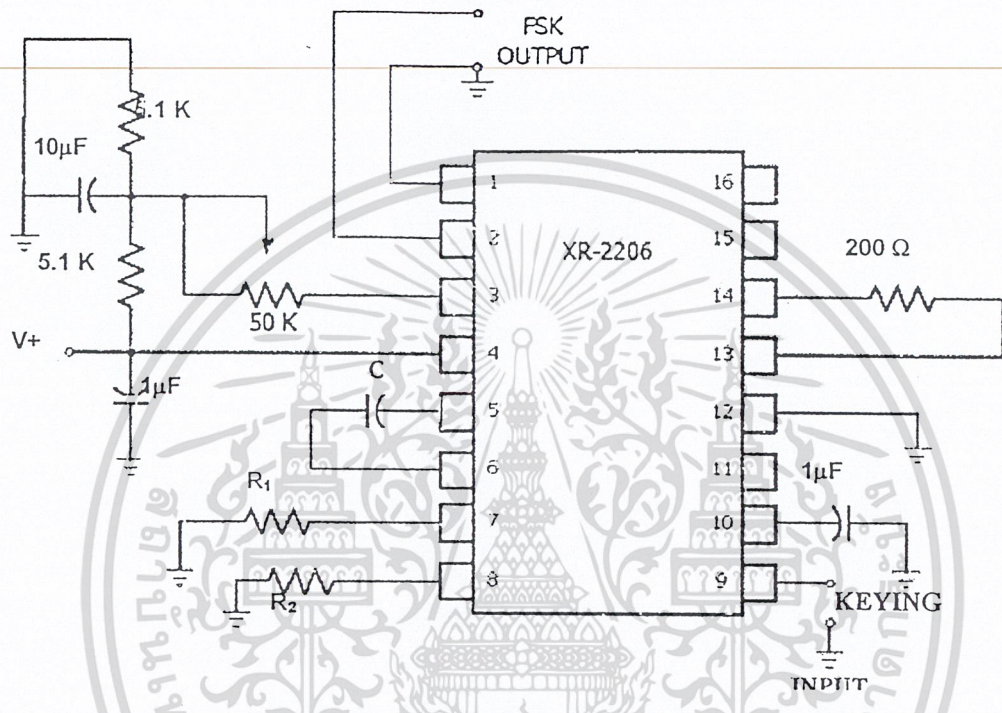 FSK
OUTPUT
5.1 K
10µF
5.1 K
50 K
V+
1µF
C
R₁
R₂
XR-2206
1
2
3
4
5
6
7
8
16
15
14
13
12
11
10
9
200 Ω
1µF
KEYING
INPUT